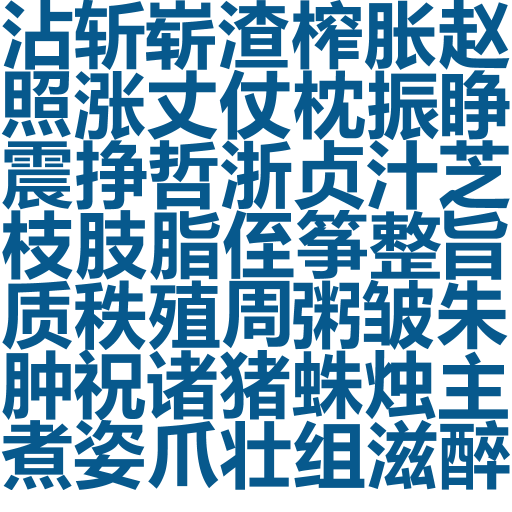 沾斩崭渣榨胀赵
照涨丈仗枕振睁
震挣哲浙贞汁芝
枝肢脂侄筝整旨
质秩殖周粥皱朱
肿祝诸猪蛛烛主
煮姿爪壮组滋醉